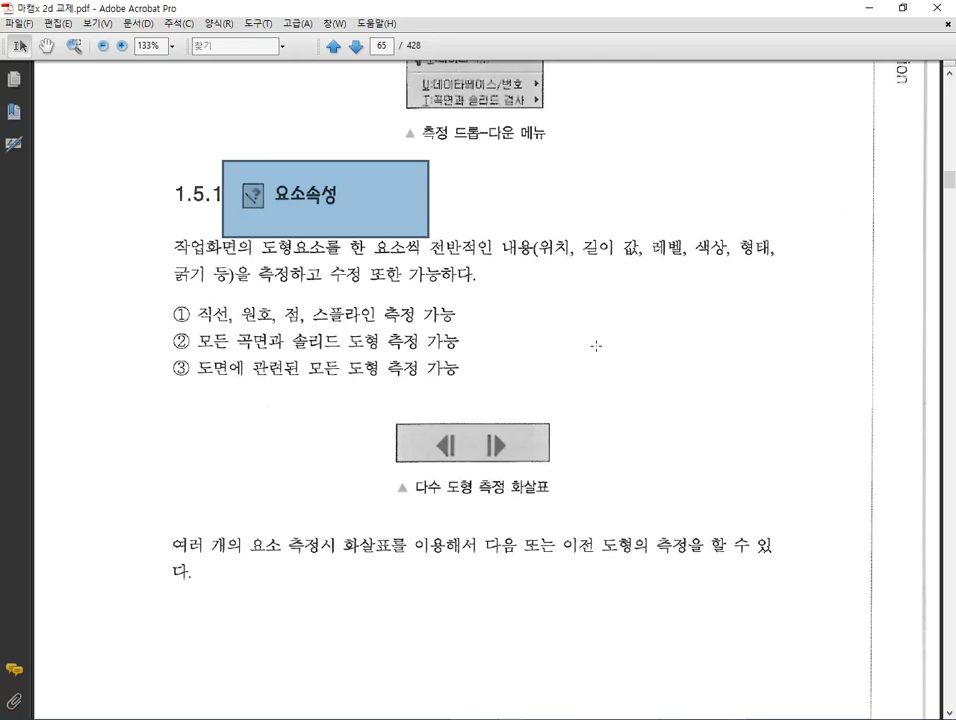 마캠x 2d 교제.pdf - Adobe Acrobat Pro
파일(F) 편집(E) 보기(V) 문서(D) 주석(C) 양식(R) 도구(T) 고급(A) 창(W) 도움말(H)
133% 찾기 65 / 428
U:데이타베이스/번호
I:곡면과 솔리드 검사
▲ 측정 드롭-다운 메뉴
1.5.1 요소속성
작업화면의 도형요소를 한 요소씩 전반적인 내용(위치, 길이 값, 레벨, 색상, 형태,
굵기 등)을 측정하고 수정 또한 가능하다.
① 직선, 원호, 점, 스플라인 측정 가능
② 모든 곡면과 솔리드 도형 측정 가능
③ 도면에 관련된 모든 도형 측정 가능
▲ 다수 도형 측정 화살표
여러 개의 요소 측정시 화살표를 이용해서 다음 또는 이전 도형의 측정을 할 수 있
다.